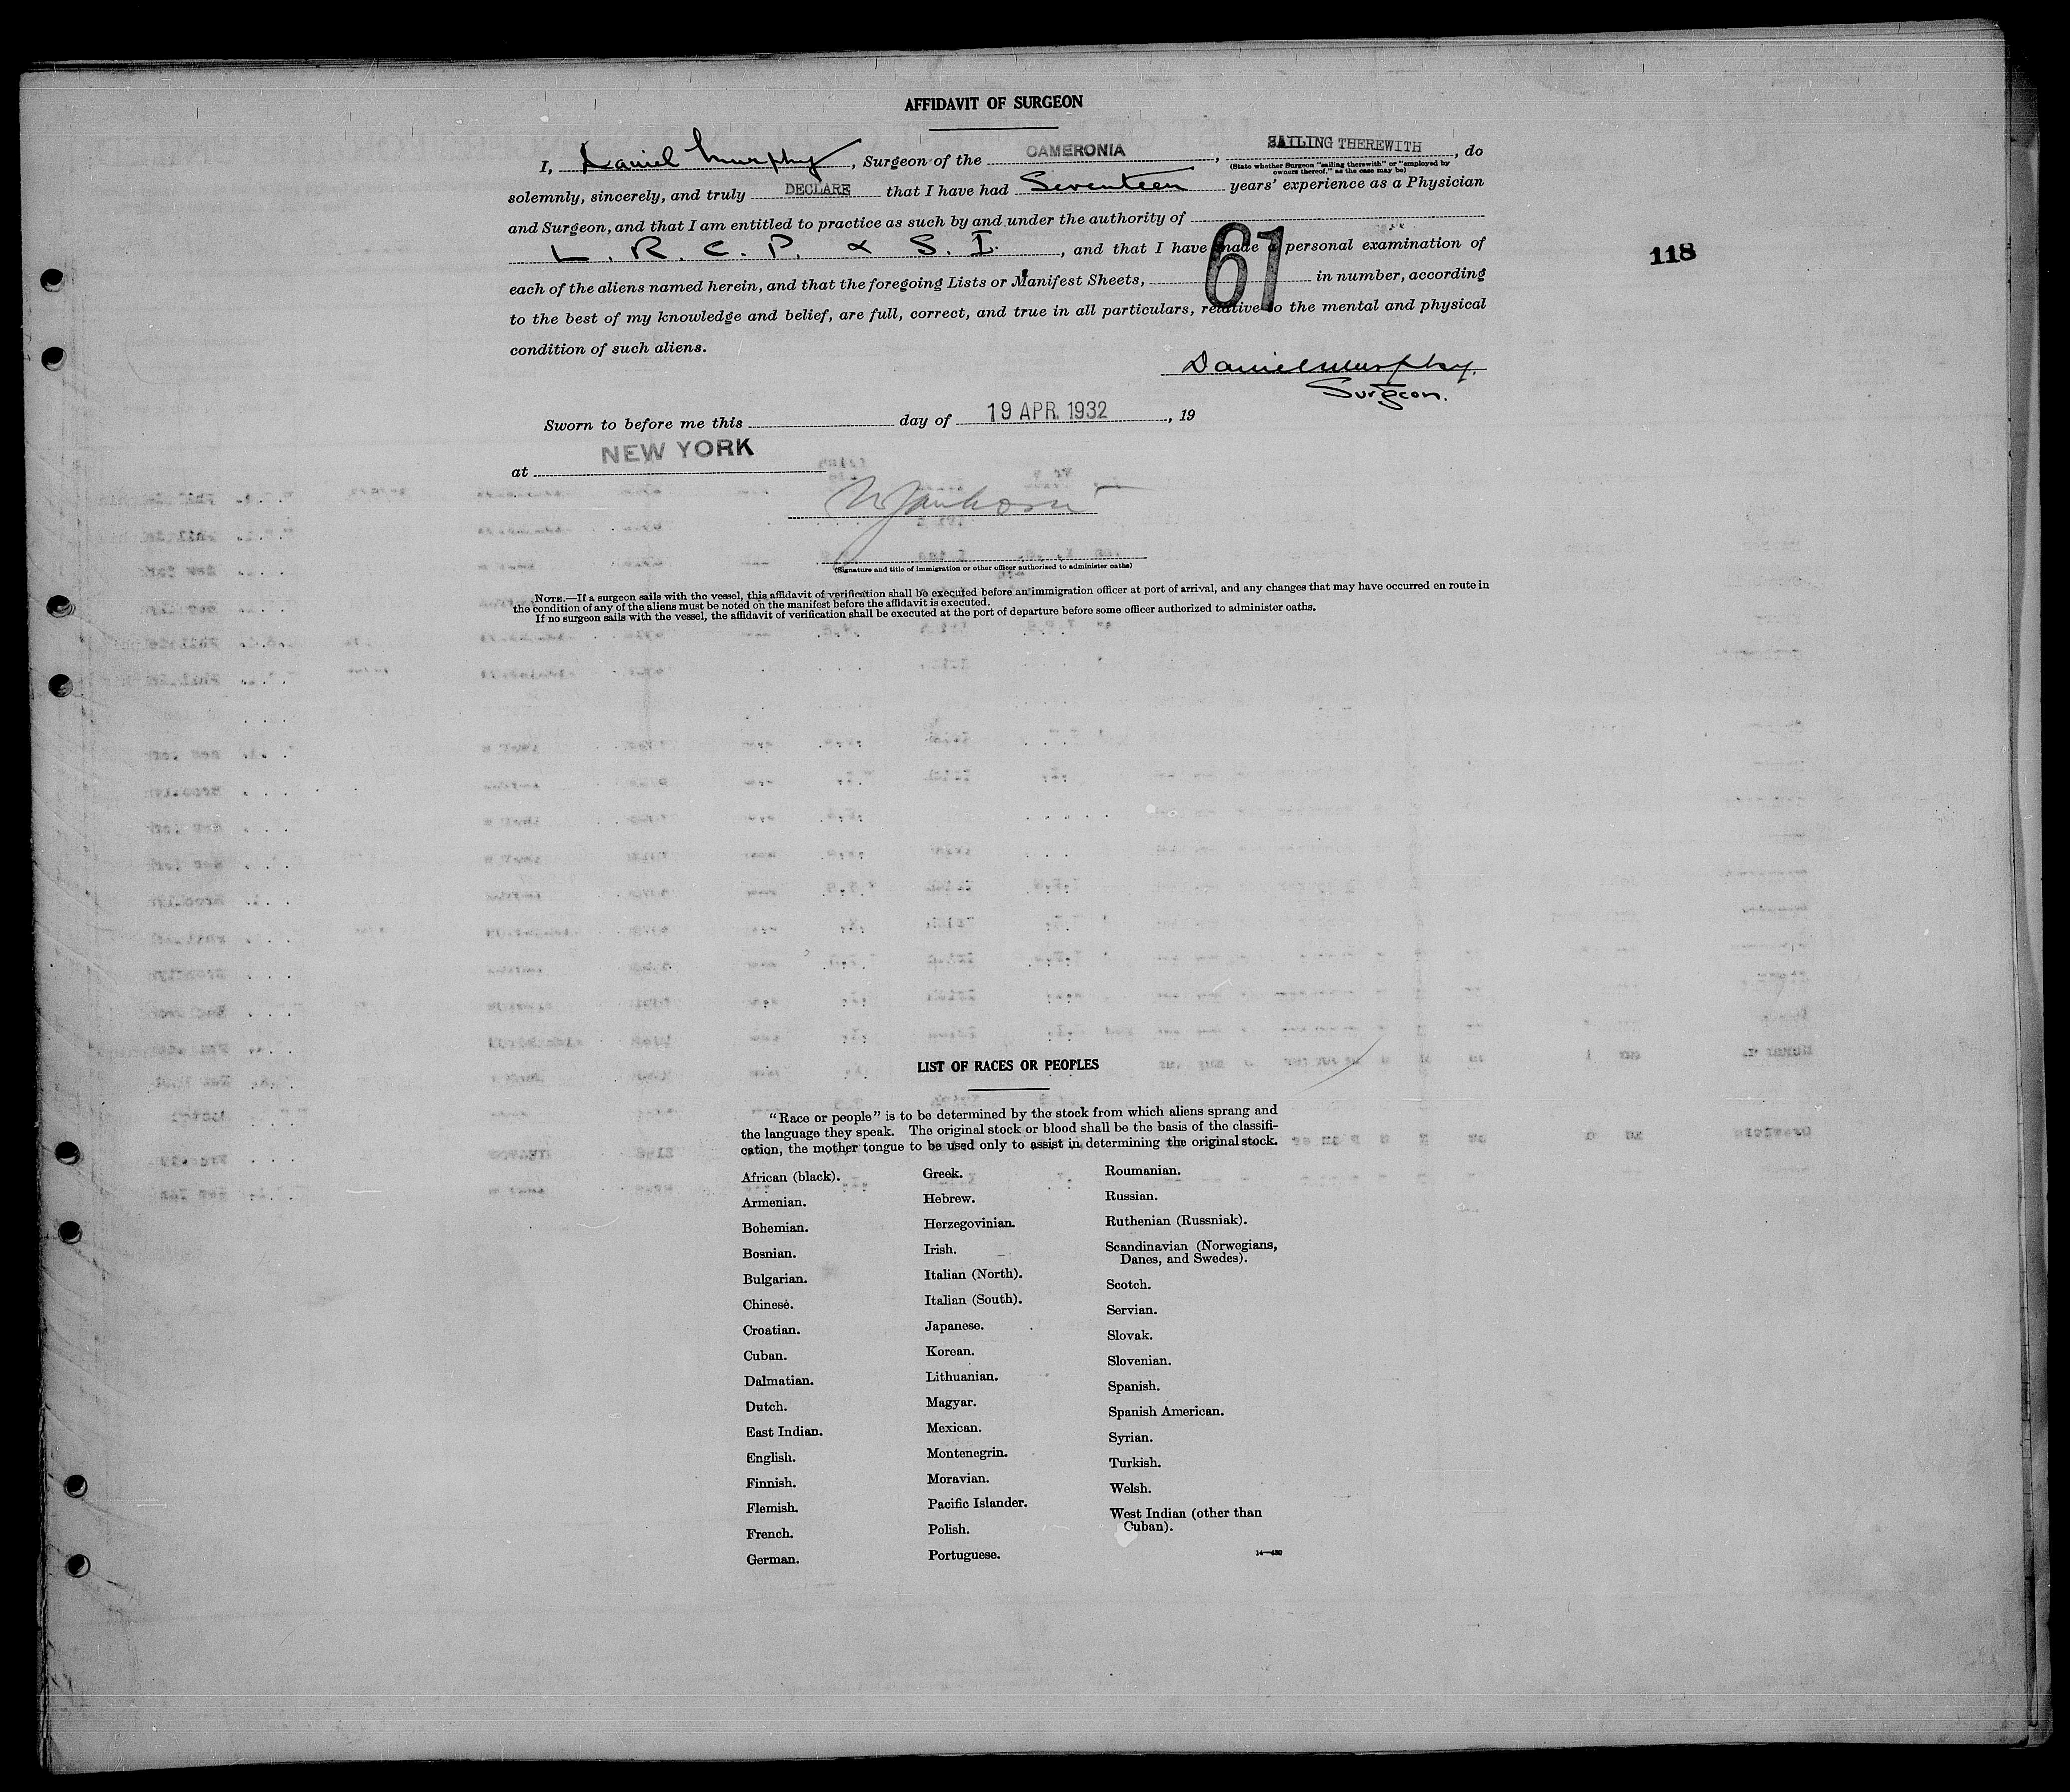 AFFIDAVIT OF SURGEON
I, Daniel Murphy, Surgeon of the CAMERONIA, SAILING THEREWITH, do
(State whether Surgeon "sailing therewith" or "employed by
owners thereof," as the case may be)
solemnly, sincerely, and truly DECLARE that I have had Seventeen years' experience as a Physician
and Surgeon, and that I am entitled to practice as such by and under the authority of
L. R. C. P. & S. I., and that I have made a personal examination of
118
each of the aliens named herein, and that the foregoing Lists or Manifest Sheets, 61 in number, according
to the best of my knowledge and belief, are full, correct, and true in all particulars, relative to the mental and physical
condition of such aliens.
Daniel Murphy.
Surgeon.
Sworn to before me this day of 19 APR. 1932, 19
at NEW YORK
(Signature and title of immigration or other officer authorized to administer oaths)
NOTE.—If a surgeon sails with the vessel, this affidavit of verification shall be executed before an immigration officer at port of arrival, and any changes that may have occurred en route in
the condition of any of the aliens must be noted on the manifest before the affidavit is executed.
If no surgeon sails with the vessel, the affidavit of verification shall be executed at the port of departure before some officer authorized to administer oaths.
LIST OF RACES OR PEOPLES
"Race or people" is to be determined by the stock from which aliens sprang and
the language they speak. The original stock or blood shall be the basis of the classifi-
cation, the mother tongue to be used only to assist in determining the original stock.
African (black).
Armenian.
Bohemian.
Bosnian.
Bulgarian.
Chinese.
Croatian.
Cuban.
Dalmatian.
Dutch.
East Indian.
English.
Finnish.
Flemish.
French.
German.
Greek.
Hebrew.
Herzegovinian.
Irish.
Italian (North).
Italian (South).
Japanese.
Korean.
Lithuanian.
Magyar.
Mexican.
Montenegrin.
Moravian.
Pacific Islander.
Polish.
Portuguese.
Roumanian.
Russian.
Ruthenian (Russniak).
Scandinavian (Norwegians,
Danes, and Swedes).
Scotch.
Servian.
Slovak.
Slovenian.
Spanish.
Spanish American.
Syrian.
Turkish.
Welsh.
West Indian (other than
Cuban).
14—430